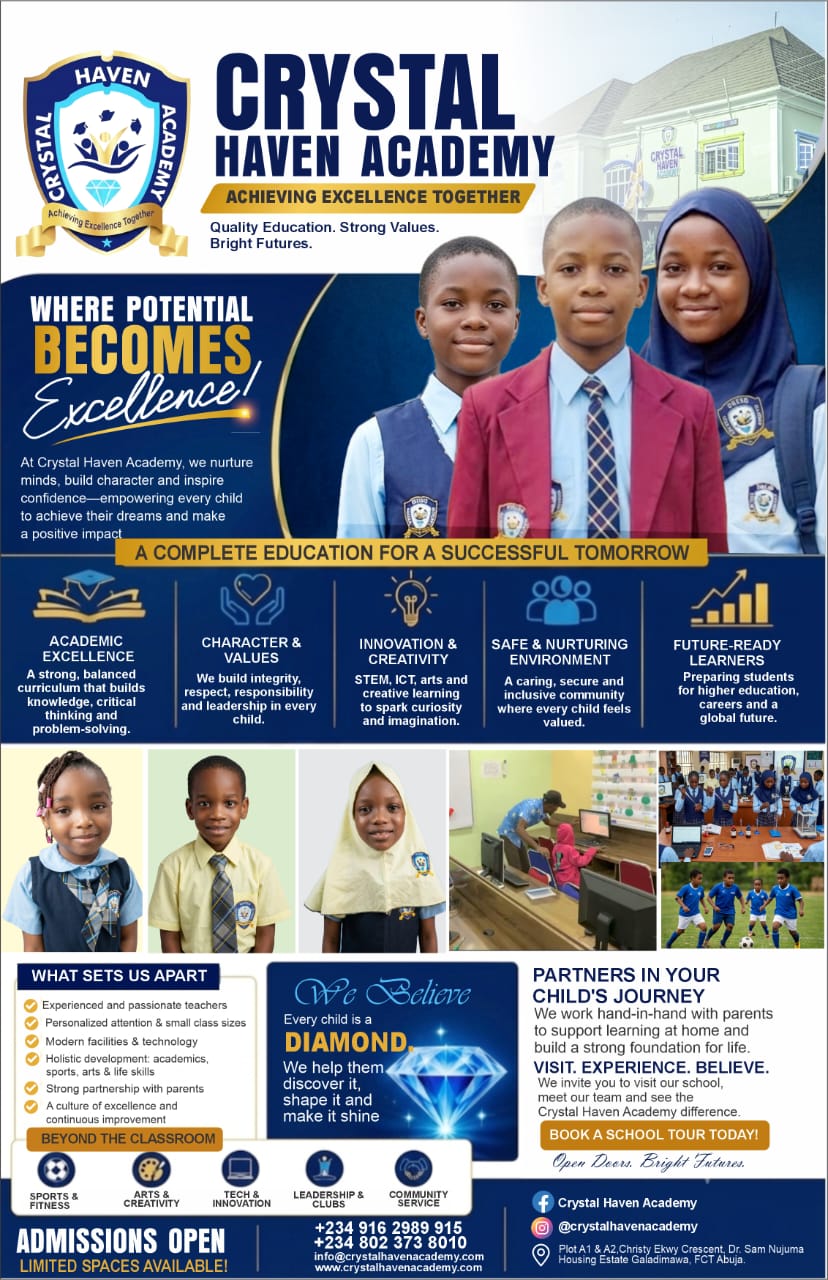 CRYSTAL
HAVEN
ACADEMY
Achieving Excellence Together
CRYSTAL
HAVEN ACADEMY
ACHIEVING EXCELLENCE TOGETHER
Quality Education. Strong Values.
Bright Futures.
CRYSTAL
HAVEN
ACADEMY
WHERE POTENTIAL
BECOMES
Excellence!
At Crystal Haven Academy, we nurture
minds, build character and inspire
confidence—empowering every child
to achieve their dreams and make
a positive impact
A COMPLETE EDUCATION FOR A SUCCESSFUL TOMORROW
ACADEMIC
EXCELLENCE
A strong, balanced
curriculum that builds
knowledge, critical
thinking and
problem-solving.
CHARACTER &
VALUES
We build integrity,
respect, responsibility
and leadership in every
child.
INNOVATION &
CREATIVITY
STEM, ICT, arts and
creative learning
to spark curiosity
and imagination.
SAFE & NURTURING
ENVIRONMENT
A caring, secure and
inclusive community
where every child feels
valued.
FUTURE-READY
LEARNERS
Preparing students
for higher education,
careers and a
global future.
WHAT SETS US APART
Experienced and passionate teachers
Personalized attention & small class sizes
Modern facilities & technology
Holistic development: academics,
sports, arts & life skills
Strong partnership with parents
A culture of excellence and
continuous improvement
We Believe
Every child is a
DIAMOND.
We help them
discover it,
shape it and
make it shine
PARTNERS IN YOUR
CHILD'S JOURNEY
We work hand-in-hand with parents
to support learning at home and
build a strong foundation for life.
VISIT. EXPERIENCE. BELIEVE.
We invite you to visit our school,
meet our team and see the
Crystal Haven Academy difference.
BOOK A SCHOOL TOUR TODAY!
Open Doors. Bright Futures.
BEYOND THE CLASSROOM
SPORTS &
FITNESS
ARTS &
CREATIVITY
TECH &
INNOVATION
LEADERSHIP &
CLUBS
COMMUNITY
SERVICE
ADMISSIONS OPEN
LIMITED SPACES AVAILABLE!
+234 916 2989 915
+234 802 373 8010
info@crystalhavenacademy.com
www.crystalhavenacademy.com
Crystal Haven Academy
@crystalhavenacademy
Plot A1 & A2,Christy Ekwy Crescent, Dr. Sam Nujuma
Housing Estate Galadimawa, FCT Abuja.